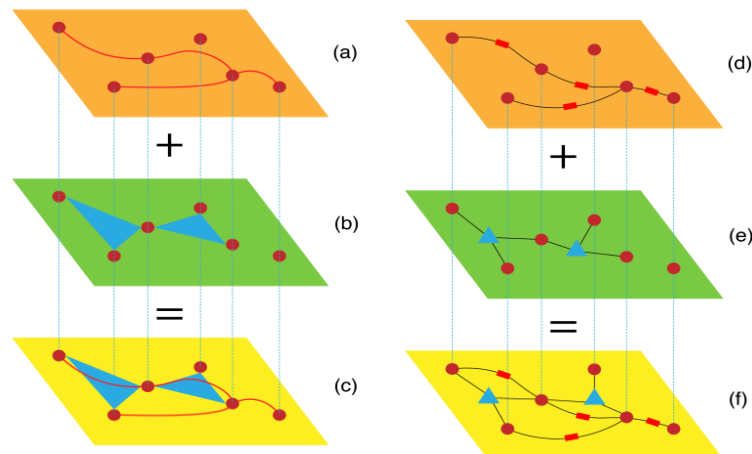 (a)
(d)
+
+
(b)
(e)
=
=
(c)
(f)